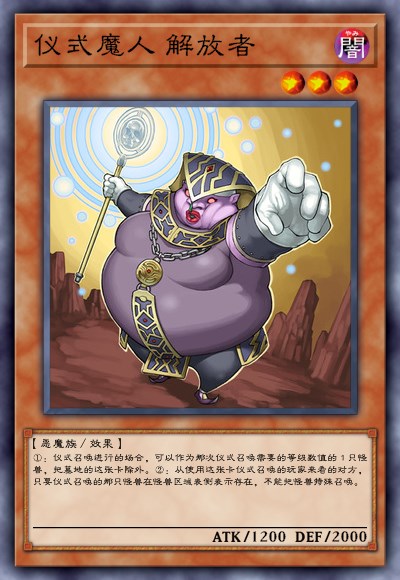 仪式魔人 解放者
やみ
闇
【恶魔族／效果】
①：仪式召唤进行的场合，可以作为那次仪式召唤需要的等级数值的１只怪
兽，把墓地的这张卡除外。②：从使用这张卡仪式召唤的玩家来看的对方，
只要仪式召唤的那只怪兽在怪兽区域表侧表示存在，不能把怪兽特殊召唤。
ATK/1200 DEF/2000